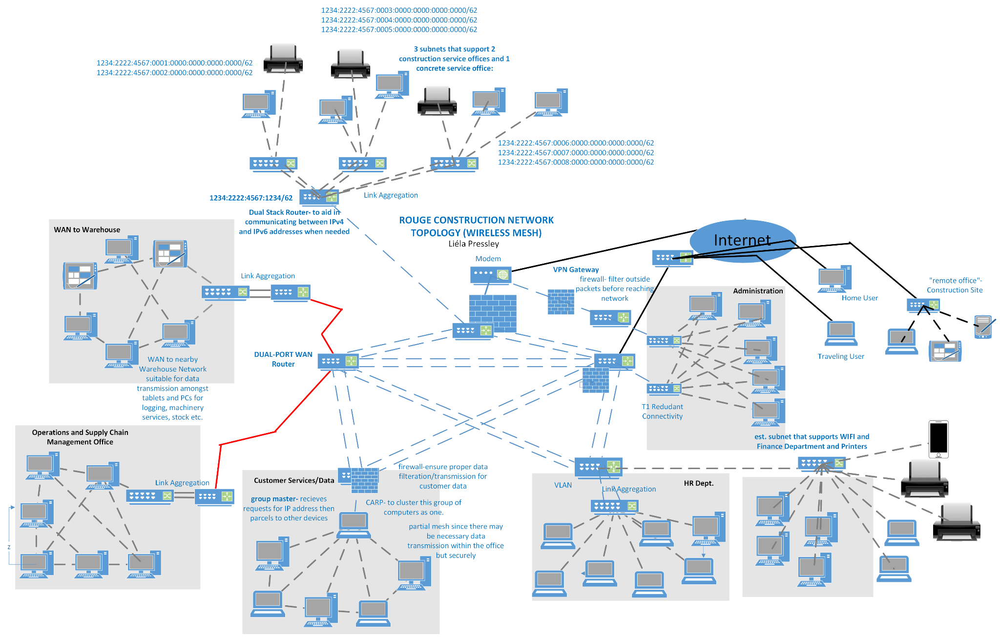 1234:2222:4567:0003:0000:0000:0000:0000/62
1234:2222:4567:0004:0000:0000:0000:0000/62
1234:2222:4567:0005:0000:0000:0000:0000/62
3 subnets that support 2
construction service offices and 1
concrete service office:
1234:2222:4567:0001:0000:0000:0000:0000/62
1234:2222:4567:0002:0000:0000:0000:0000/62
1234:2222:4567:0006:0000:0000:0000:0000/62
1234:2222:4567:0007:0000:0000:0000:0000/62
1234:2222:4567:0008:0000:0000:0000:0000/62
1234:2222:4567:1234/62
Link Aggregation
Dual Stack Router- to aid in
communicating between IPv4
and IPv6 addresses when needed
ROUGE CONSTRUCTION NETWORK
TOPOLOGY (WIRELESS MESH)
Liéla Pressley
WAN to Warehouse
Link Aggregation
Modem
VPN Gateway
firewall- filter outside
packets before reaching
network
Internet
Administration
Home User
"remote office"-
Construction Site
Traveling User
DUAL-PORT WAN
Router
WAN to nearby
Warehouse Network
suitable for data
transmission amongst
tablets and PCs for
logging, machinery
services, stock etc.
T1 Redudant
Connectivity
Operations and Supply Chain
Management Office
Link Aggregation
z
est. subnet that supports WIFI and
Finance Department and Printers
Customer Services/Data
firewall-ensure proper data
filteration/transmission for
customer data
group master- recieves
requests for IP address then
parcels to other devices
CARP- to cluster this group of
computers as one.
partial mesh since there may
be necessary data
transmission within the office
but securely
VLAN
Link Aggregation
HR Dept.